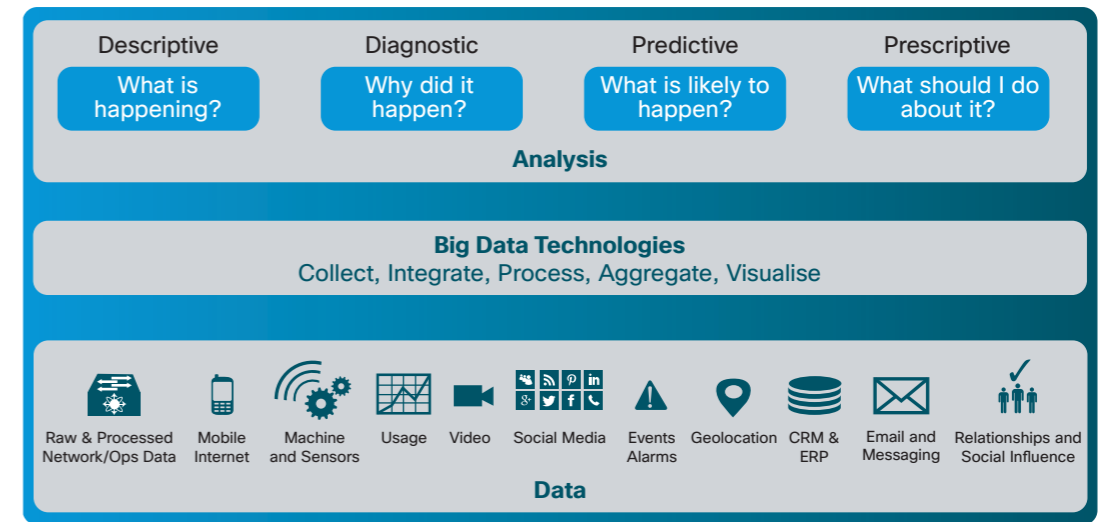 Descriptive
Diagnostic
Predictive
Prescriptive
What is
happening?
Why did it
happen?
What is likely to
happen?
What should I do
about it?
Analysis
Big Data Technologies
Collect, Integrate, Process, Aggregate, Visualise
in
g+
f
Raw & Processed
Network/Ops Data
Mobile
Internet
Machine
and Sensors
Usage
Video
Social Media
Events
Alarms
Geolocation
CRM &
ERP
Email and
Messaging
Relationships and
Social Influence
Data